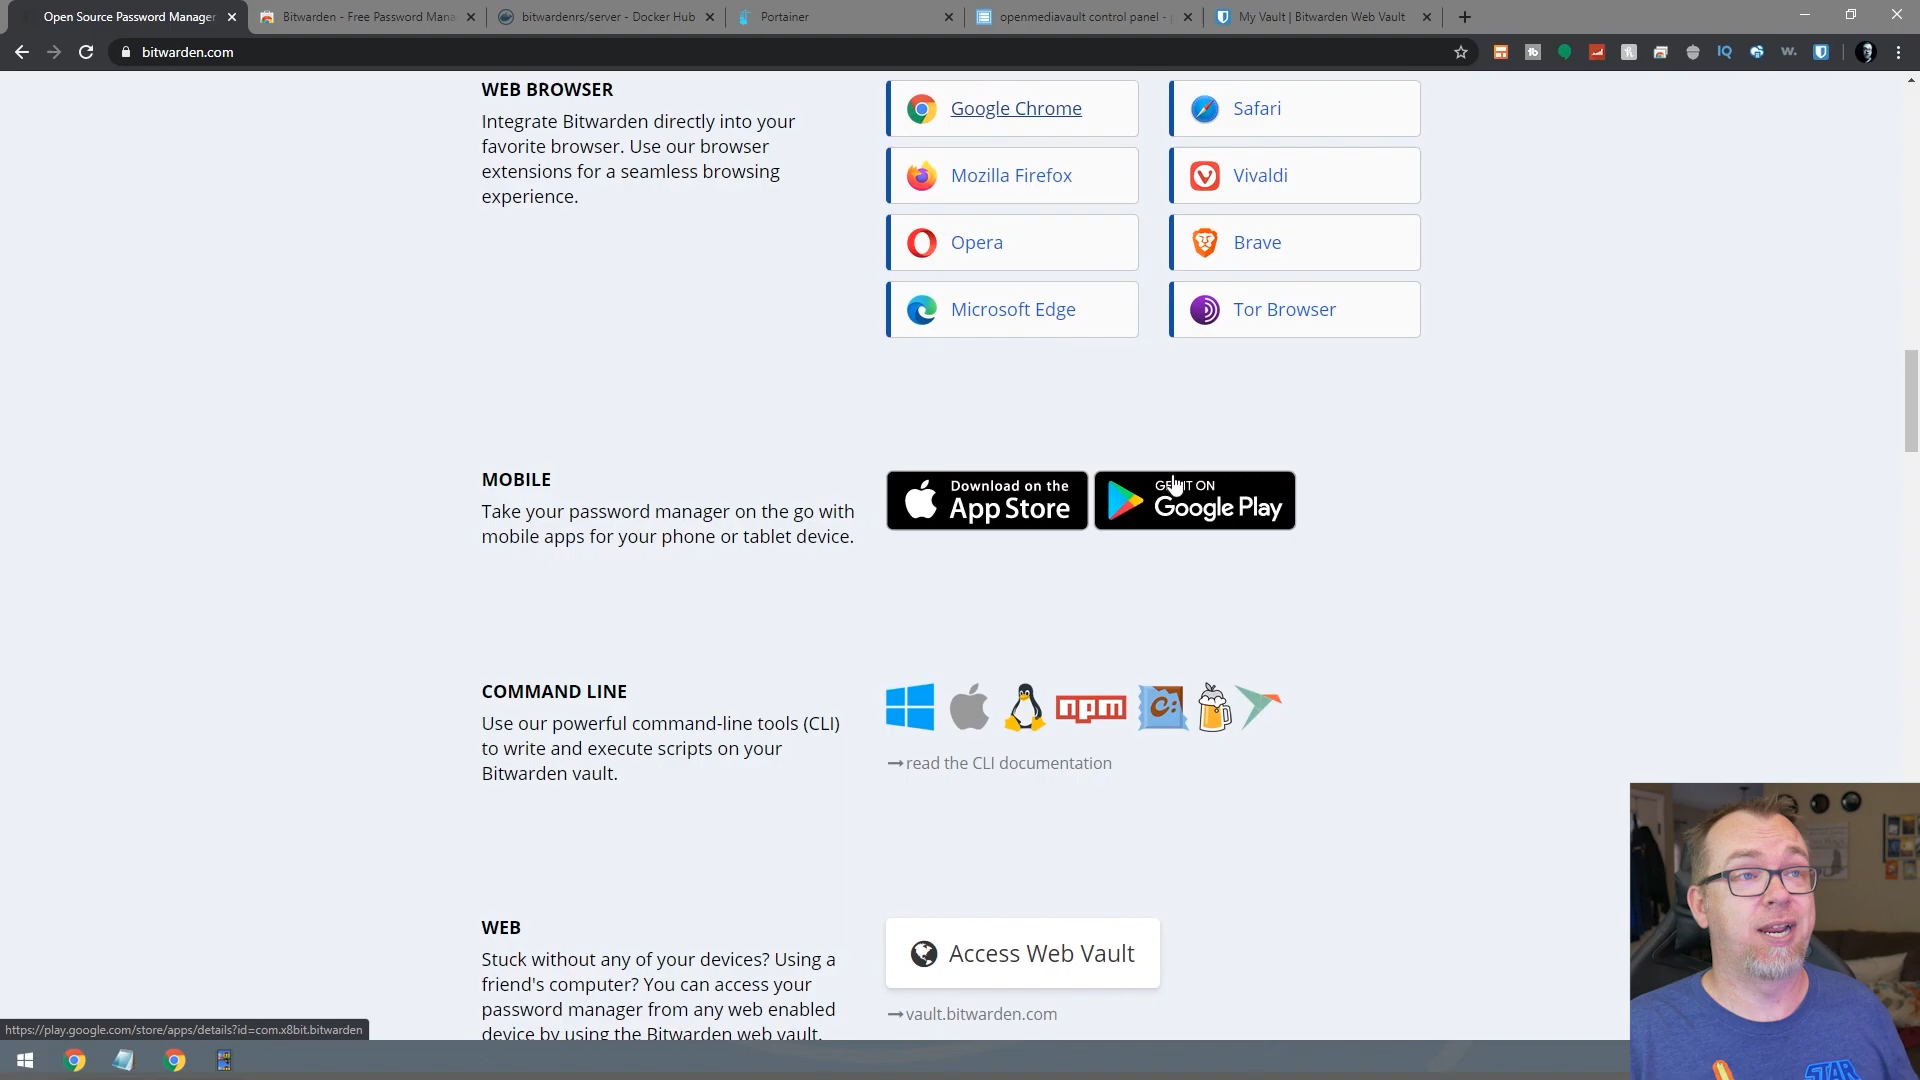 Open Source Password Manager
Bitwarden - Free Password Mana
bitwardenrs/server - Docker Hub
Portainer
openmediavault control panel -
My Vault | Bitwarden Web Vault
bitwarden.com
WEB BROWSER
Integrate Bitwarden directly into your
favorite browser. Use our browser
extensions for a seamless browsing
experience.
Google Chrome
Safari
Mozilla Firefox
Vivaldi
Opera
Brave
Microsoft Edge
Tor Browser
MOBILE
Take your password manager on the go with
mobile apps for your phone or tablet device.
Download on the
App Store
GET IT ON
Google Play
COMMAND LINE
Use our powerful command-line tools (CLI)
to write and execute scripts on your
Bitwarden vault.
npm
→read the CLI documentation
WEB
Stuck without any of your devices? Using a
friend's computer? You can access your
password manager from any web enabled
device by using the Bitwarden web vault.
Access Web Vault
→vault.bitwarden.com
https://play.google.com/store/apps/details?id=com.x8bit.bitwarden
STAR